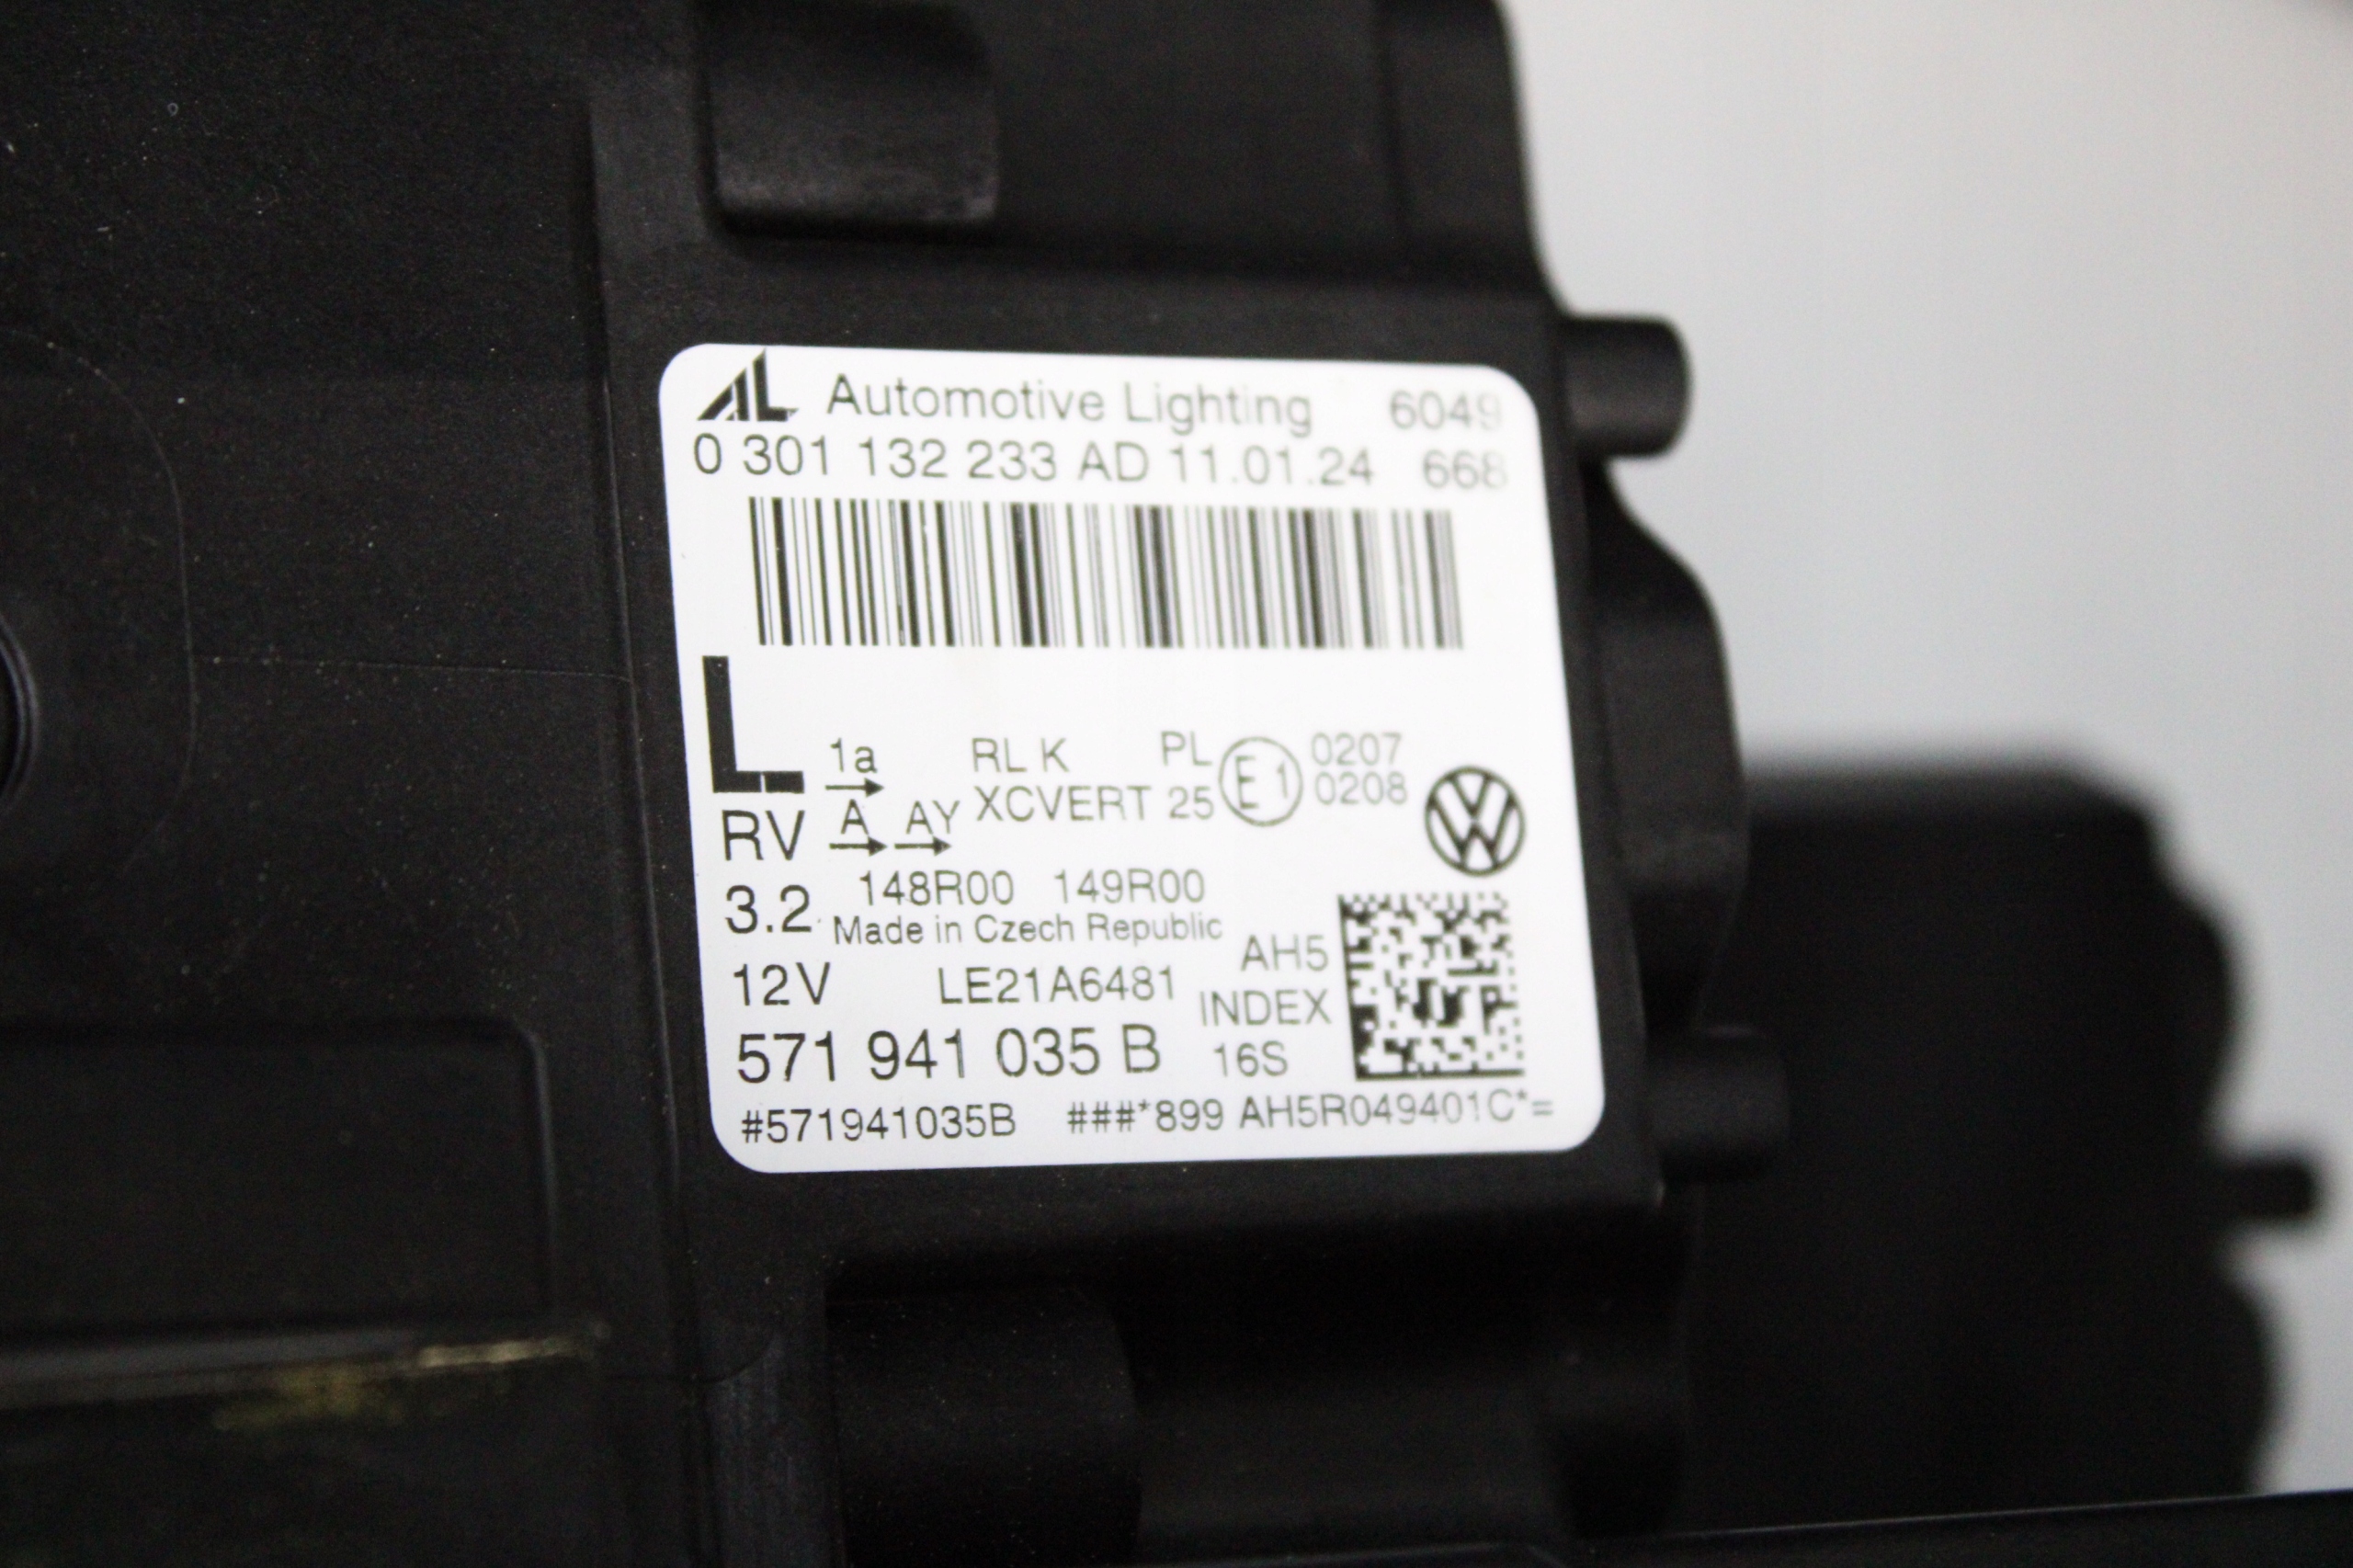 AL Automotive Lighting 6049
0 301 132 233 AD 11.01.24 668
L
1a RL K PL E1 0207
A AY XCVERT 25 0208
RV
148R00 149R00
3.2 Made in Czech Republic
12V LE21A6481 AH5
INDEX
571 941 035 B 16S
#571941035B ###*899 AH5R049401C*=